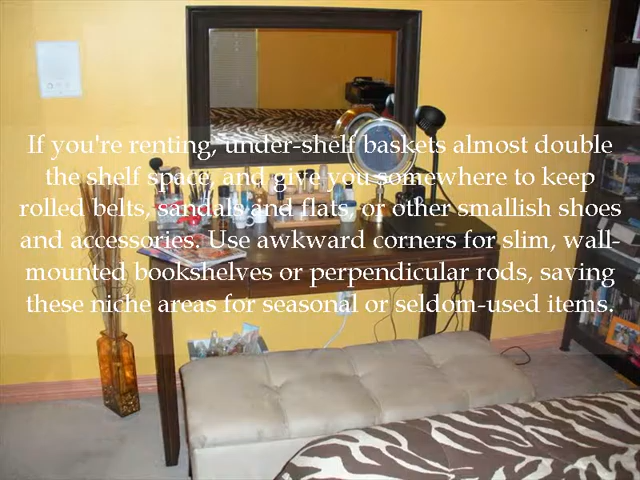 If you're renting, under-shelf baskets almost double
the shelf space, and give you somewhere to keep
rolled belts, sandals and flats, or other smallish shoes
and accessories. Use awkward corners for slim, wall-
mounted bookshelves or perpendicular rods, saving
these niche areas for seasonal or seldom-used items.